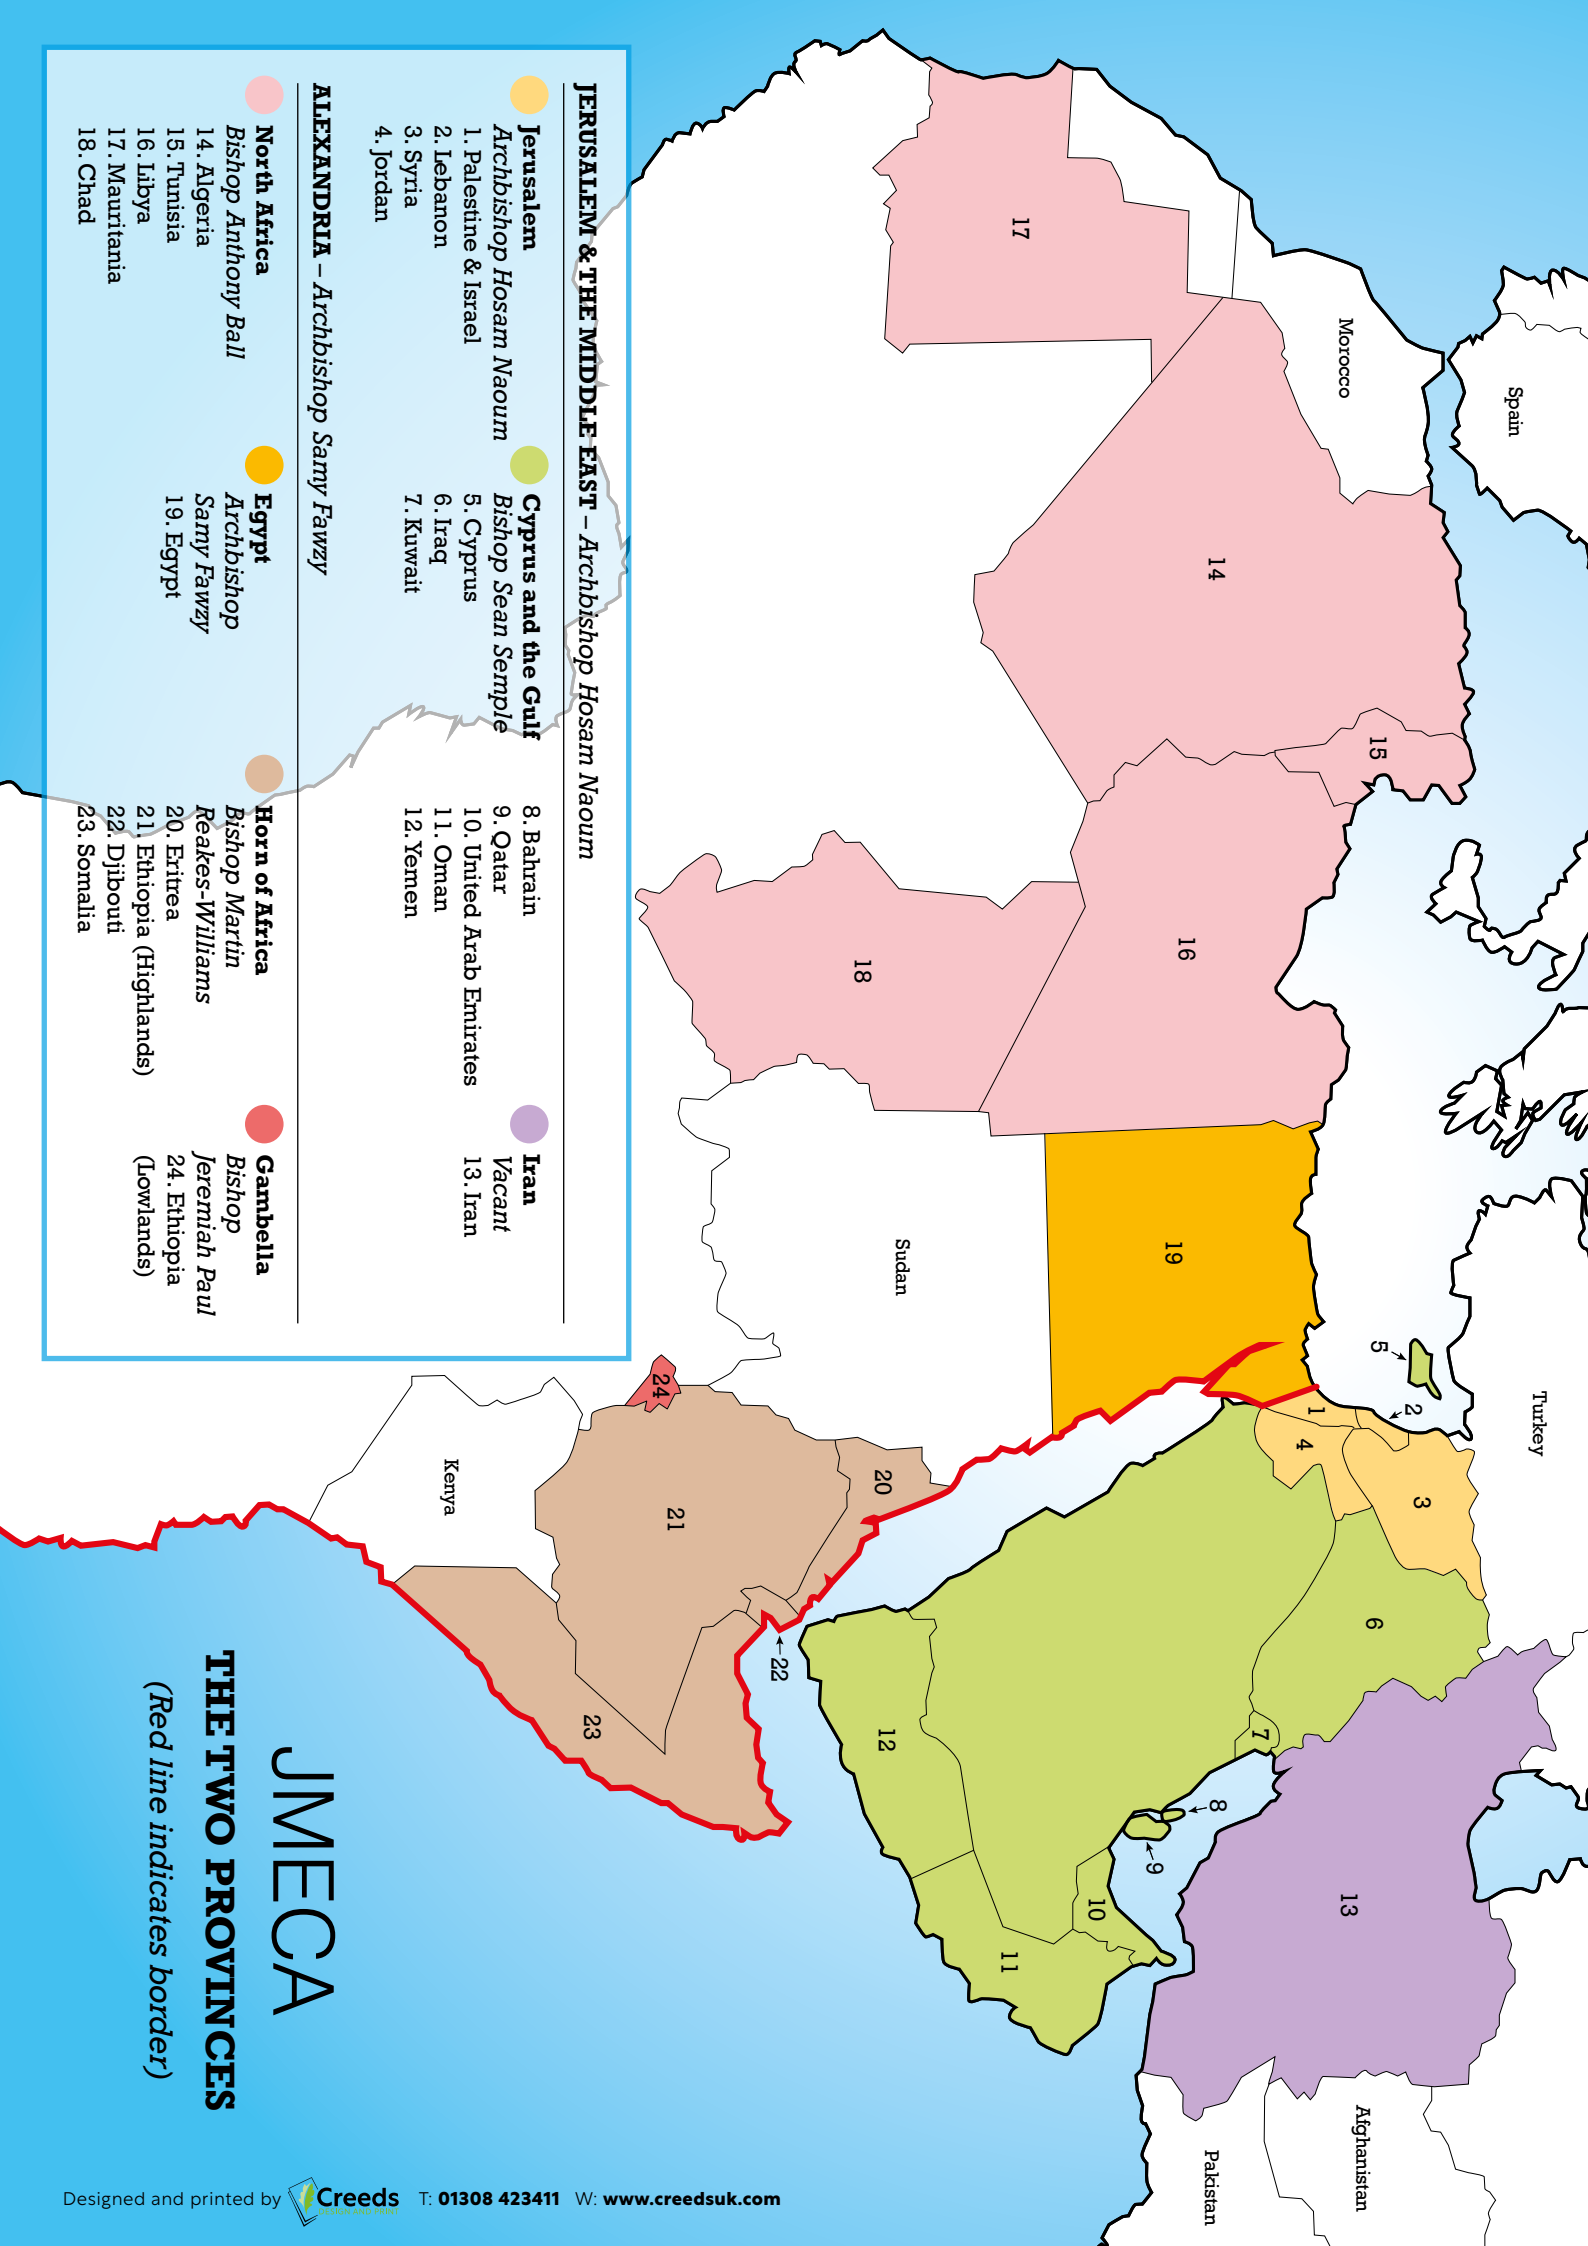 JERUSALEM & THE MIDDLE EAST – Archbishop Hosam Naoum
Jerusalem
Archbishop Hosam Naoum
1. Palestine & Israel
2. Lebanon
3. Syria
4. Jordan
Cyprus and the Gulf
Bishop Sean Semple
5. Cyprus
6. Iraq
7. Kuwait
8. Bahrain
9. Qatar
10. United Arab Emirates
11. Oman
12. Yemen
Iran
Vacant
13. Iran
ALEXANDRIA – Archbishop Samy Fawzy
North Africa
Bishop Anthony Ball
14. Algeria
15. Tunisia
16. Libya
17. Mauritania
18. Chad
Egypt
Archbishop
Samy Fawzy
19. Egypt
Horn of Africa
Bishop Martin
Reakes-Williams
20. Eritrea
21. Ethiopia (Highlands)
22. Djibouti
23. Somalia
Gambella
Bishop
Jeremiah Paul
24. Ethiopia
(Lowlands)
Spain
Morocco
Turkey
Sudan
Kenya
Afghanistan
Pakistan
17
14
15
16
18
19
5
2
1
4
3
24
20
21
22
23
6
7
8
9
10
11
12
13
JMECA
THE TWO PROVINCES
(Red line indicates border)
Designed and printed by Creeds T: 01308 423411 W: www.creedsuk.com